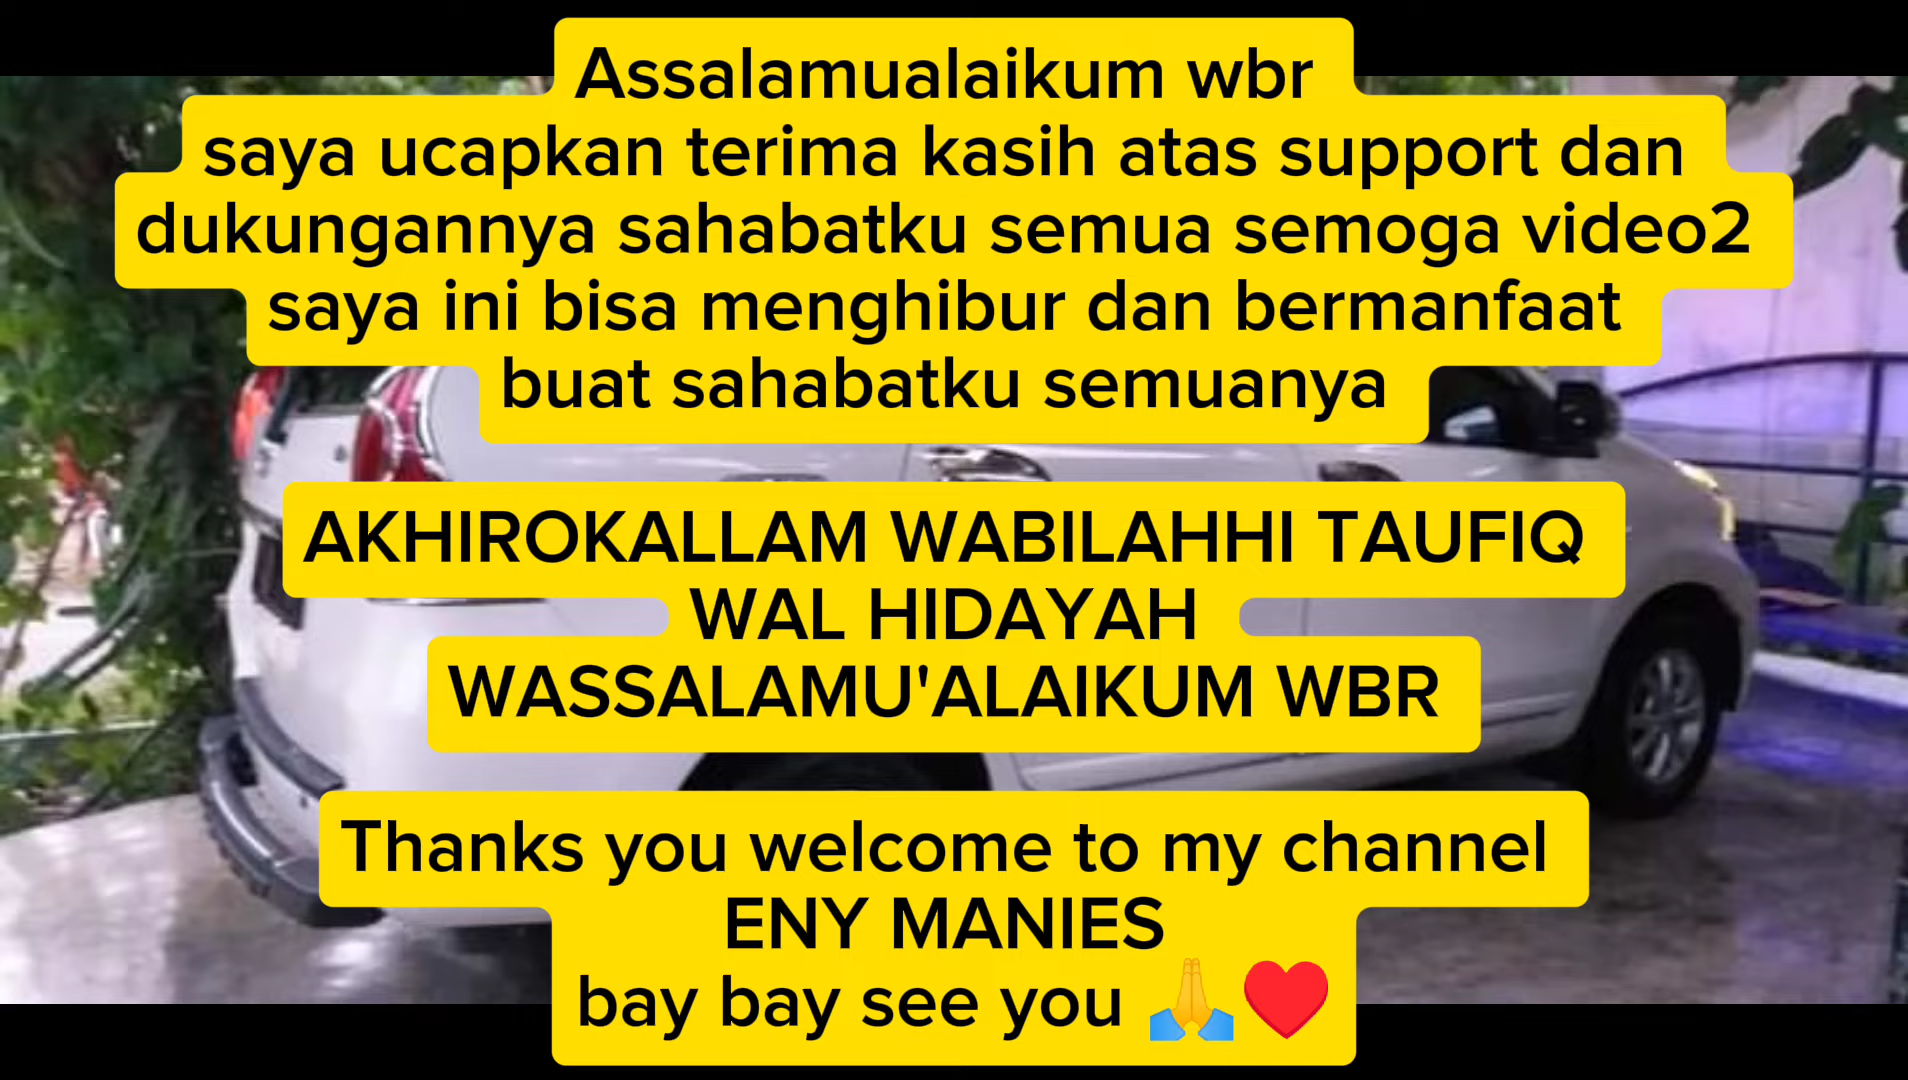 Assalamualaikum wbr
saya ucapkan terima kasih atas support dan
dukungannya sahabatku semua semoga video2
saya ini bisa menghibur dan bermanfaat
buat sahabatku semuanya
AKHIROKALLAM WABILAHHI TAUFIQ
WAL HIDAYAH
WASSALAMU'ALAIKUM WBR
Thanks you welcome to my channel
ENY MANIES
bay bay see you 🙏♥️